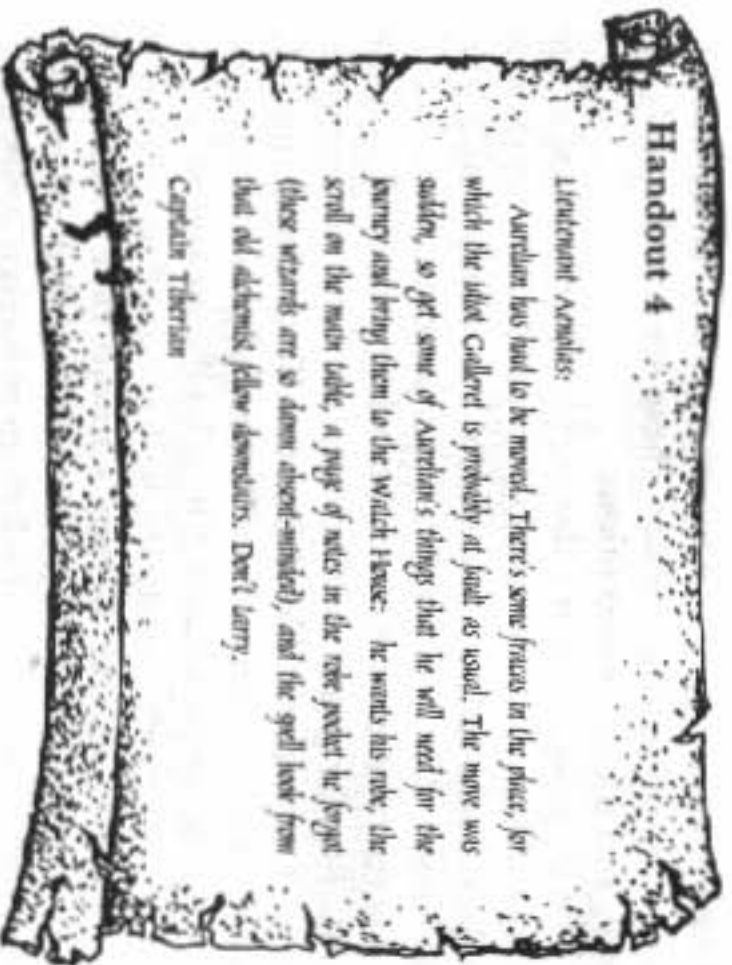 Handout 4
Lieutenant Aenolias:
Aurelian has had to be moved. There's some fracas in the place, for
which the idiot Galleret is probably at fault as usual. The move was
sudden, so get some of Aurelian's things that he will need for the
journey and bring them to the Watch House: he wants his robe, the
scroll on the main table, a page of notes in the robe pocket he forgot
(these wizards are so damn absent-minded), and the spell book from
that old alchemist fellow downstairs. Don't tarry.
Captain Tiberian